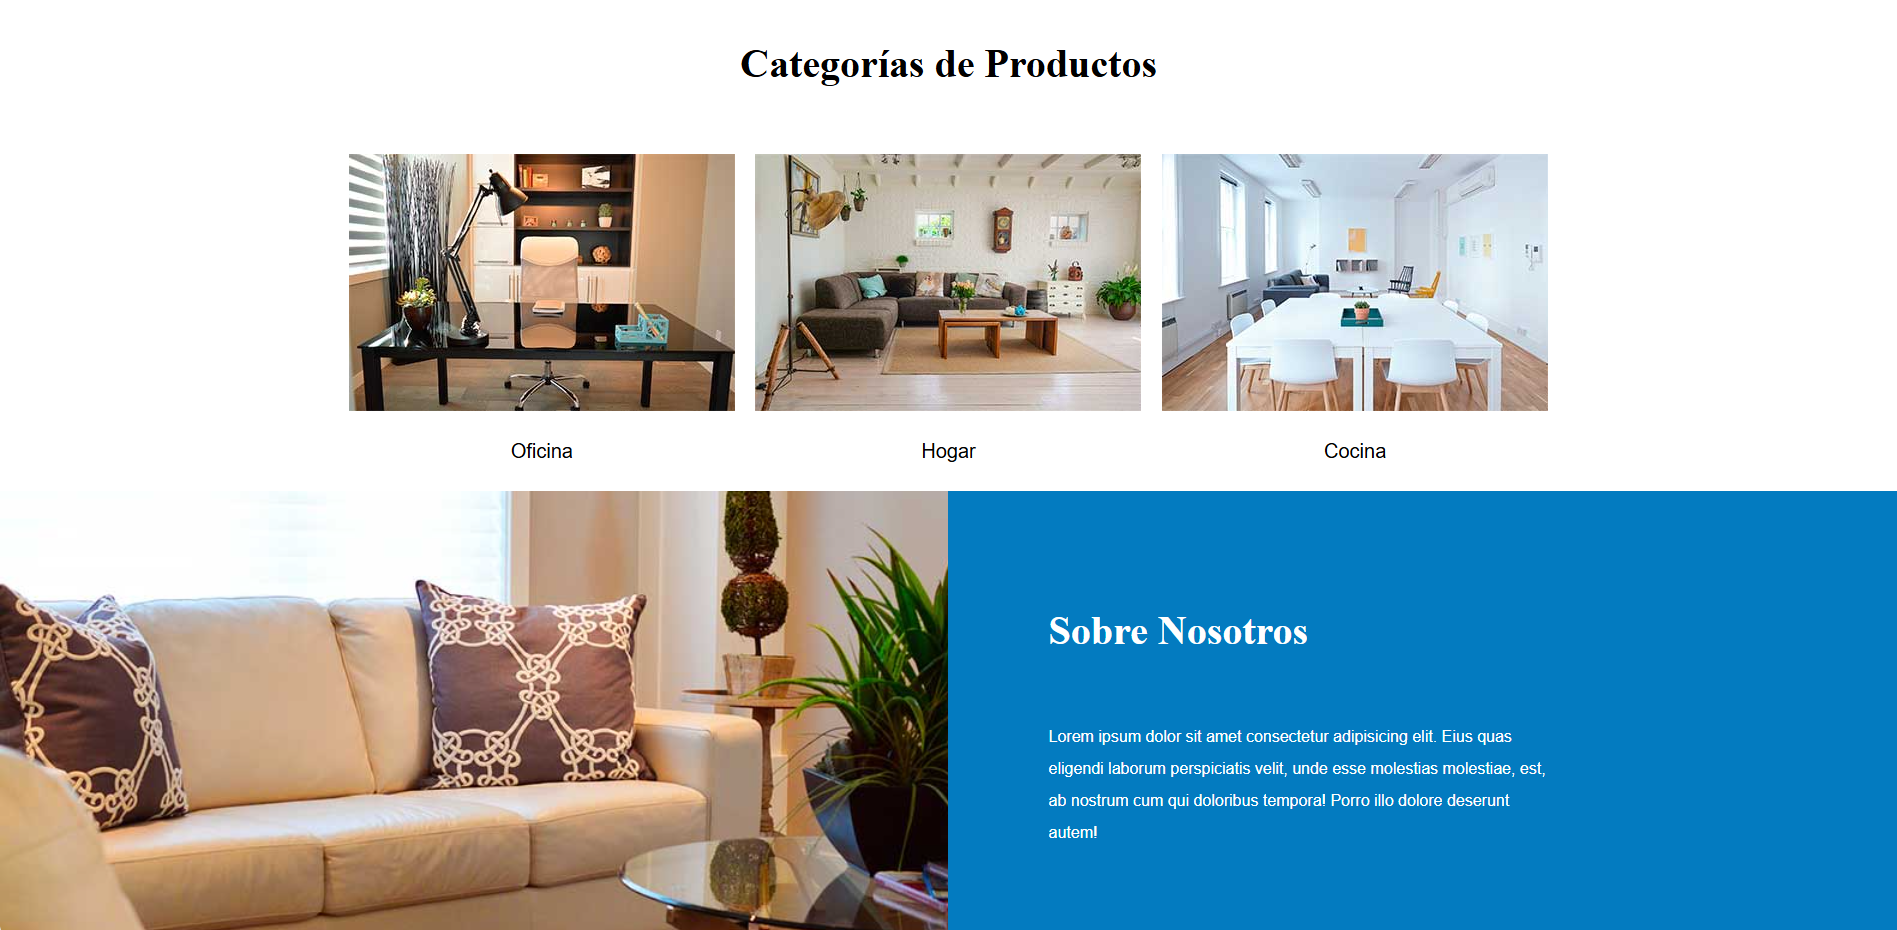 Categorías de Productos
Oficina
Hogar
Cocina
Sobre Nosotros
Lorem ipsum dolor sit amet consectetur adipisicing elit. Eius quas
eligendi laborum perspiciatis velit, unde esse molestias molestiae, est,
ab nostrum cum qui doloribus tempora! Porro illo dolore deserunt
autem!